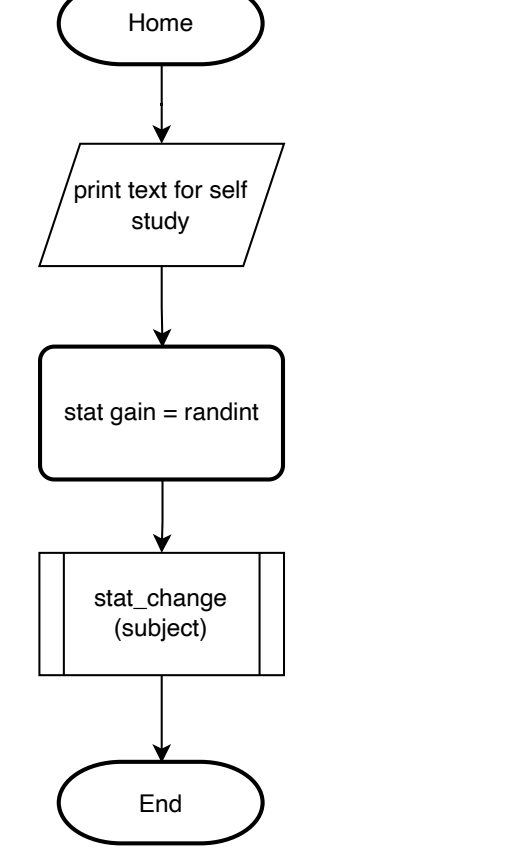 Home
print text for self
study
stat gain = randint
stat_change
(subject)
End